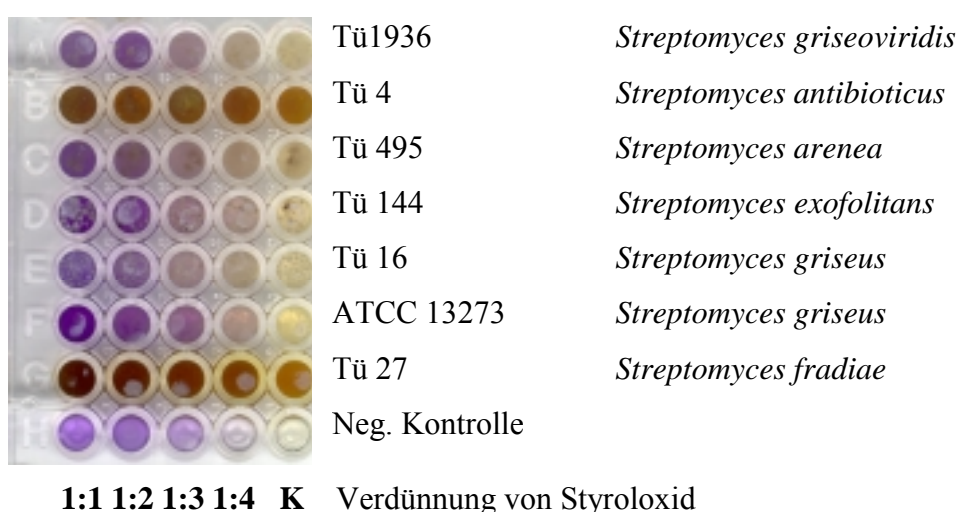 A Tü1936 Streptomyces griseoviridis
B Tü 4 Streptomyces antibioticus
C Tü 495 Streptomyces arenea
D Tü 144 Streptomyces exofolitans
E Tü 16 Streptomyces griseus
F ATCC 13273 Streptomyces griseus
G Tü 27 Streptomyces fradiae
H Neg. Kontrolle
1:1 1:2 1:3 1:4 K Verdünnung von Styroloxid